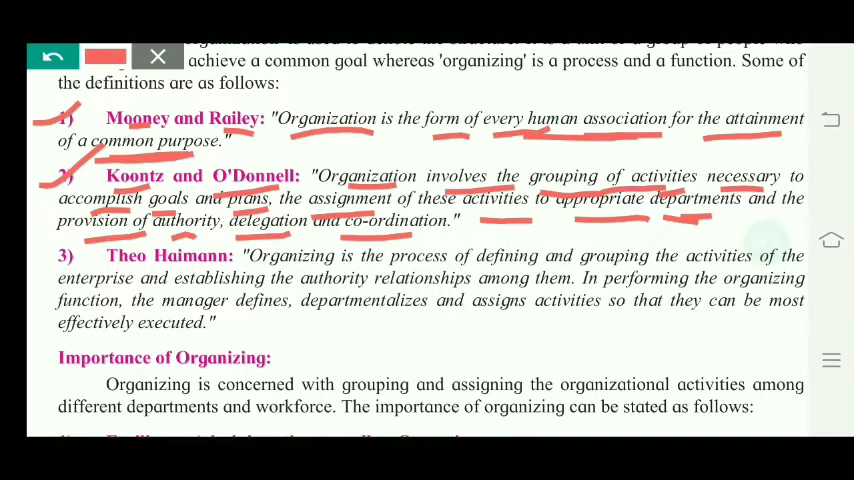 achieve a common goal whereas 'organizing' is a process and a function. Some of
the definitions are as follows:
1) Mooney and Railey: "Organization is the form of every human association for the attainment
of a common purpose."
2) Koontz and O'Donnell: "Organization involves the grouping of activities necessary to
accomplish goals and plans, the assignment of these activities to appropriate departments and the
provision of authority, delegation and co-ordination."
3) Theo Haimann: "Organizing is the process of defining and grouping the activities of the
enterprise and establishing the authority relationships among them. In performing the organizing
function, the manager defines, departmentalizes and assigns activities so that they can be most
effectively executed."
Importance of Organizing:
Organizing is concerned with grouping and assigning the organizational activities among
different departments and workforce. The importance of organizing can be stated as follows: